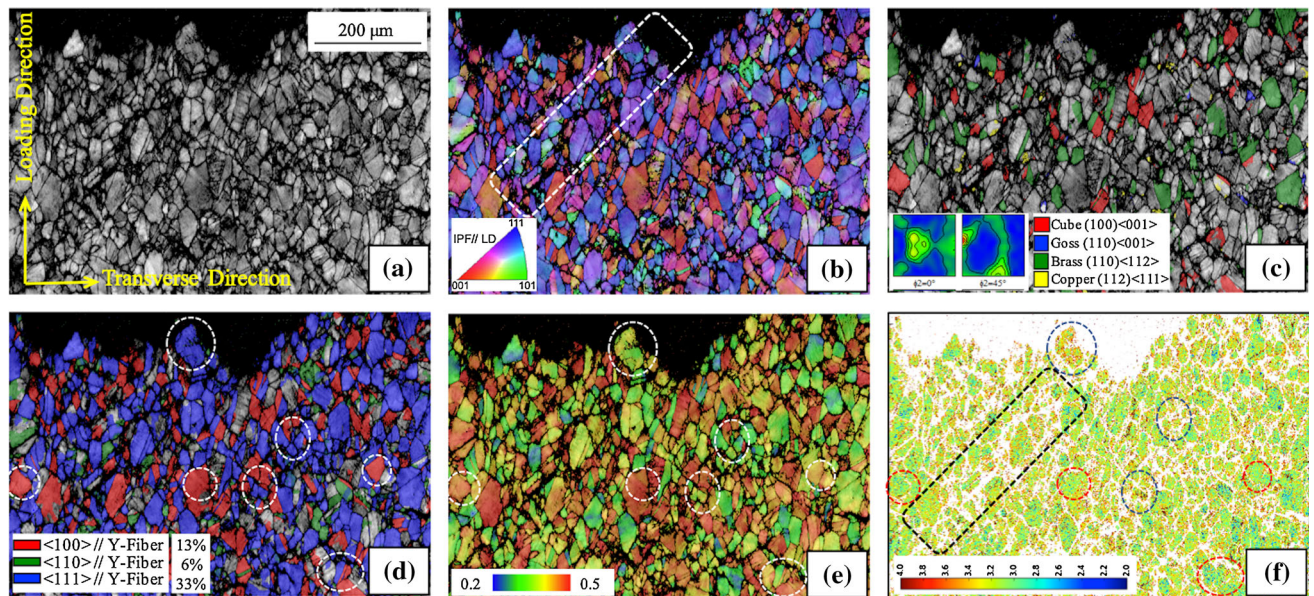 200 μm
Loading Direction
Transverse Direction
(a)
IPF// LD
111
001
101
(b)
ϕ2=0°
ϕ2=45°
Cube (100)<001>
Goss (110)<001>
Brass (110)<112>
Copper (112)<111>
(c)
<100>// Y-Fiber 13%
<110>// Y-Fiber 6%
<111>// Y-Fiber 33%
(d)
0.2 0.5
(e)
4.0 3.8 3.6 3.4 3.2 3.0 2.8 2.6 2.4 2.2 2.0
(f)